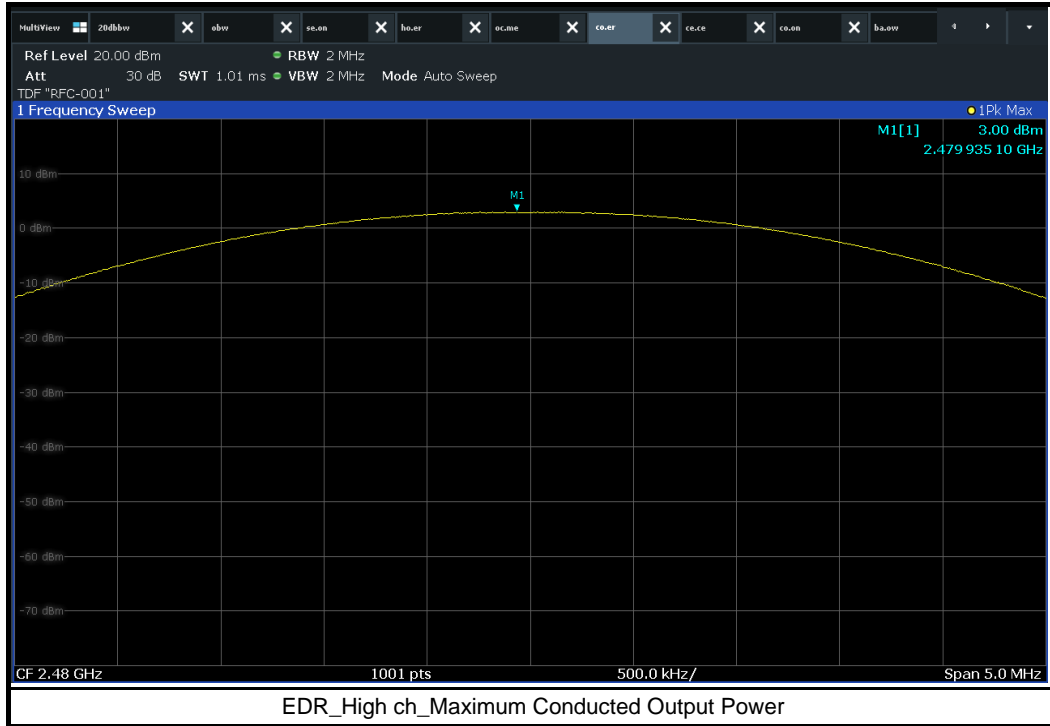 MultiView 20dbbw obw se.on ho.er oc.me co.er ce.ce co.on ba.ow
Ref Level 20.00 dBm RBW 2 MHz
Att 30 dB SWT 1.01 ms VBW 2 MHz Mode Auto Sweep
TDF "RFC-001"
1 Frequency Sweep 1Pk Max
M1[1] 3.00 dBm
2.479 935 10 GHz
10 dBm
M1
0 dBm
-10 dBm
-20 dBm
-30 dBm
-40 dBm
-50 dBm
-60 dBm
-70 dBm
CF 2.48 GHz 1001 pts 500.0 kHz/ Span 5.0 MHz
EDR_High ch_Maximum Conducted Output Power